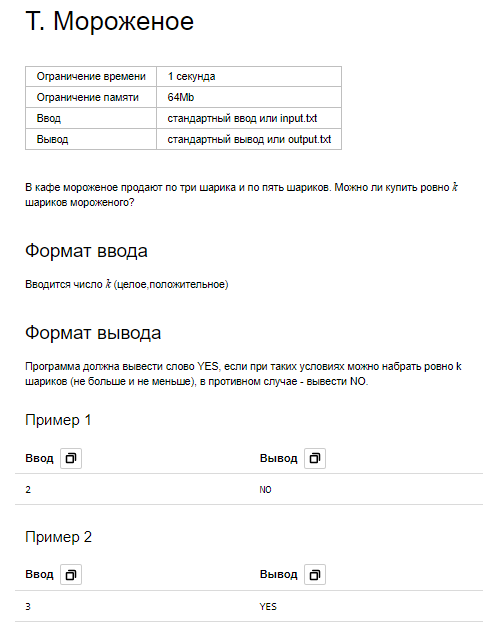 Т. Мороженое
Ограничение времени 1 секунда
Ограничение памяти 64Mb
Ввод стандартный ввод или input.txt
Вывод стандартный вывод или output.txt
В кафе мороженое продают по три шарика и по пять шариков. Можно ли купить ровно k
шариков мороженого?
Формат ввода
Вводится число k (целое,положительное)
Формат вывода
Программа должна вывести слово YES, если при таких условиях можно набрать ровно k
шариков (не больше и не меньше), в противном случае - вывести NO.
Пример 1
Ввод Вывод
2 NO
Пример 2
Ввод Вывод
3 YES